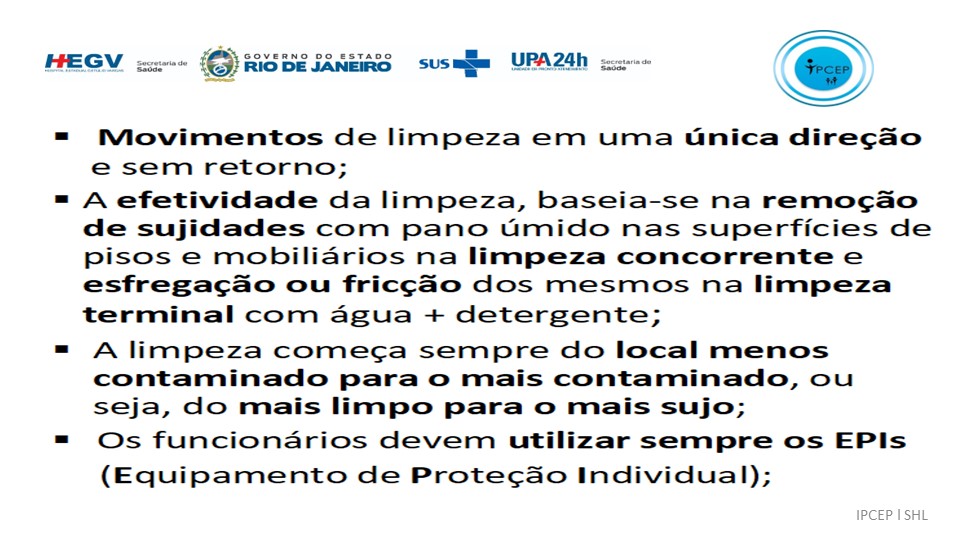 HEGV
Secretaria de
Saúde
GOVERNO DO ESTADO
RIO DE JANEIRO
SUS
UPA24h
UNIDADE DE PRONTO ATENDIMENTO
Secretaria de
Saúde
IPCEP
▪ Movimentos de limpeza em uma única direção
e sem retorno;
▪ A efetividade da limpeza, baseia-se na remoção
de sujidades com pano úmido nas superfícies de
pisos e mobiliários na limpeza concorrente e
esfregação ou fricção dos mesmos na limpeza
terminal com água + detergente;
▪ A limpeza começa sempre do local menos
contaminado para o mais contaminado, ou
seja, do mais limpo para o mais sujo;
▪ Os funcionários devem utilizar sempre os EPIs
(Equipamento de Proteção Individual);
IPCEP l SHL